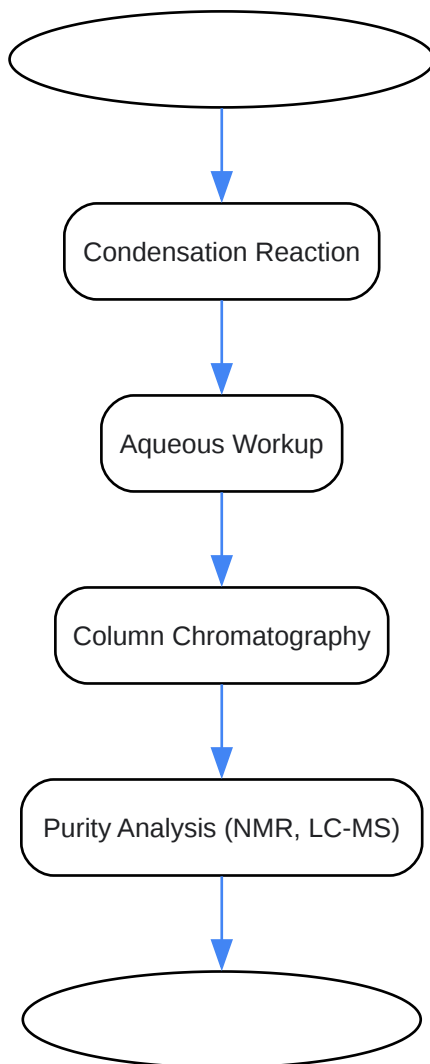 Condensation Reaction
Aqueous Workup
Column Chromatography
Purity Analysis (NMR, LC-MS)